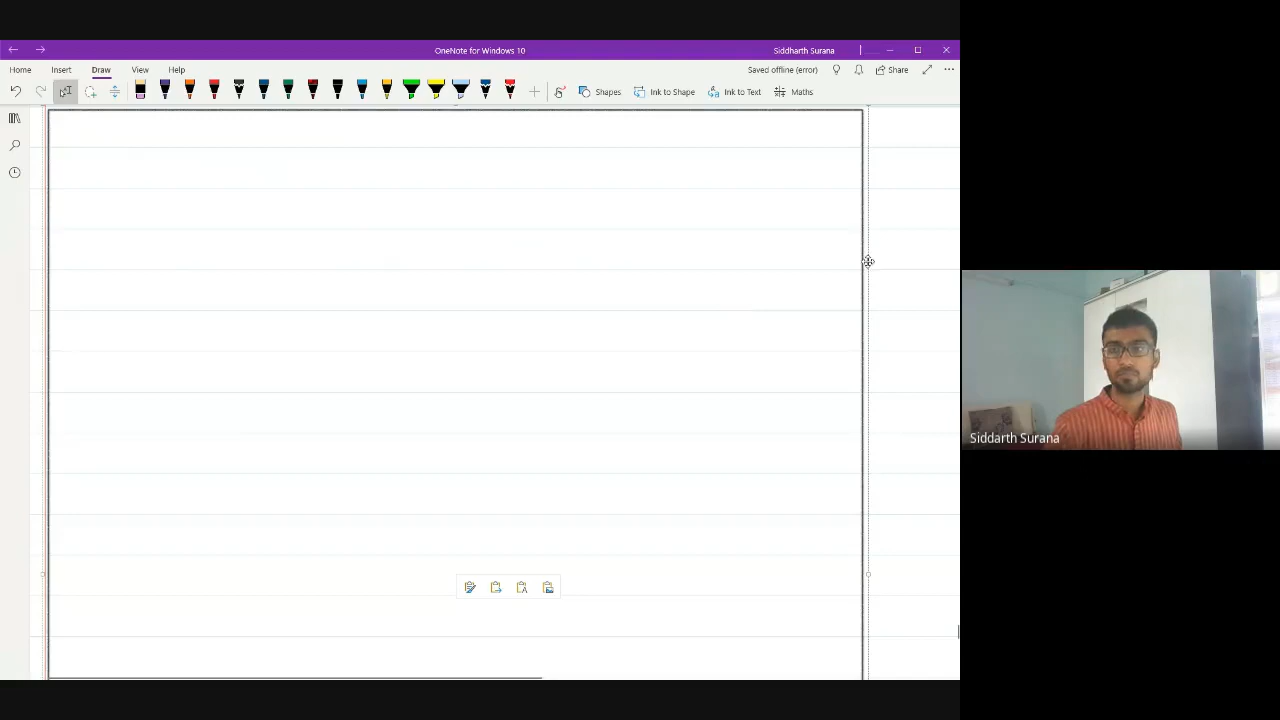 OneNote for Windows 10
Siddharth Surana
Home Insert Draw View Help
Saved offline (error)
Share
Shapes
Ink to Shape
Ink to Text
Maths
Siddarth Surana